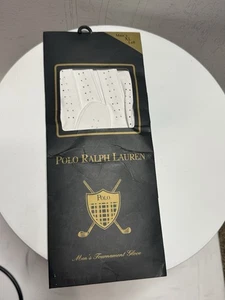 POLO RALPH LAUREN
POLO
Men's Tournament Glove